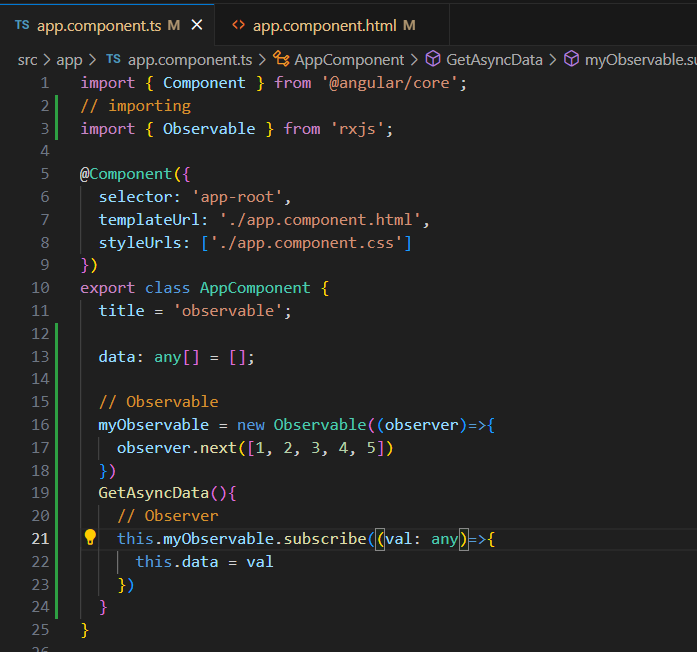 TS app.component.ts M ×
<> app.component.html M
src > app > TS app.component.ts > AppComponent > GetAsyncData > myObservable.su
1 import { Component } from '@angular/core';
2 // importing
3 import { Observable } from 'rxjs';
4
5 @Component({
6 selector: 'app-root',
7 templateUrl: './app.component.html',
8 styleUrls: ['./app.component.css']
9 })
10 export class AppComponent {
11 title = 'observable';
12
13 data: any[] = [];
14
15 // Observable
16 myObservable = new Observable((observer)=>{
17 observer.next([1, 2, 3, 4, 5])
18 })
19 GetAsyncData(){
20 // Observer
21 this.myObservable.subscribe((val: any)=>{
22 this.data = val
23 })
24 }
25 }
26